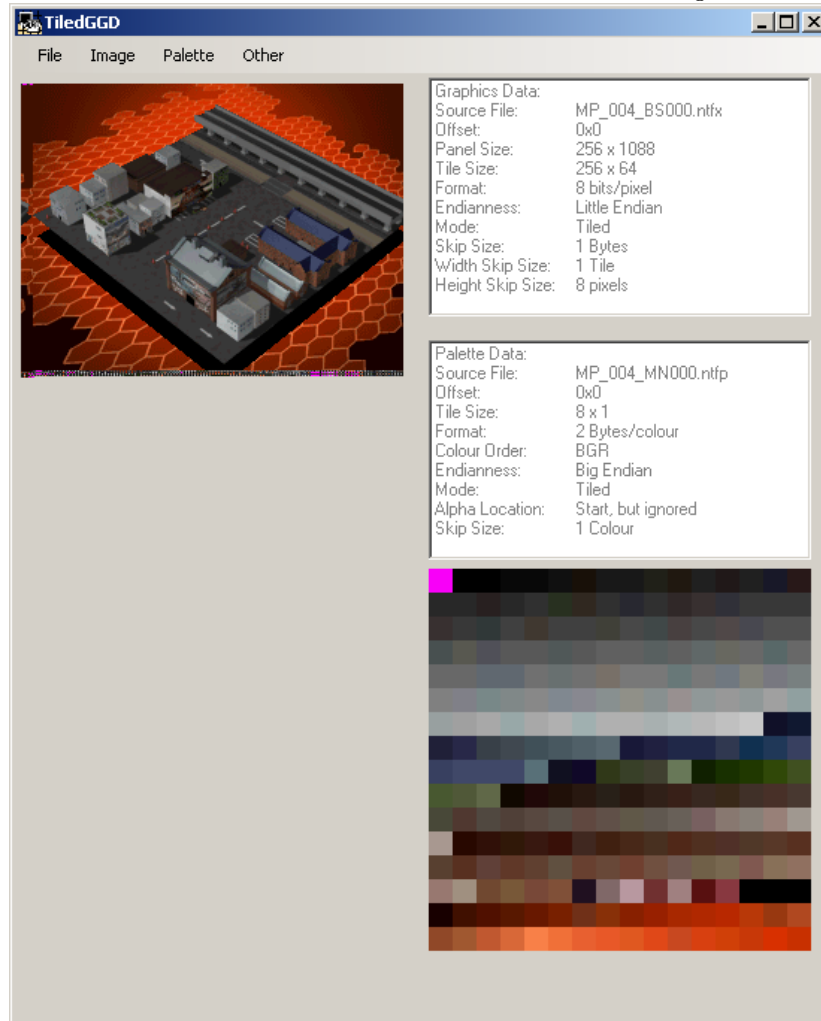 TiledGGD
File Image Palette Other
Graphics Data:
Source File: MP_004_BS000.ntfx
Offset: 0x0
Panel Size: 256 x 1088
Tile Size: 256 x 64
Format: 8 bits/pixel
Endianness: Little Endian
Mode: Tiled
Skip Size: 1 Bytes
Width Skip Size: 1 Tile
Height Skip Size: 8 pixels
Palette Data:
Source File: MP_004_MN000.ntfp
Offset: 0x0
Tile Size: 8 x 1
Format: 2 Bytes/colour
Colour Order: BGR
Endianness: Big Endian
Mode: Tiled
Alpha Location: Start, but ignored
Skip Size: 1 Colour